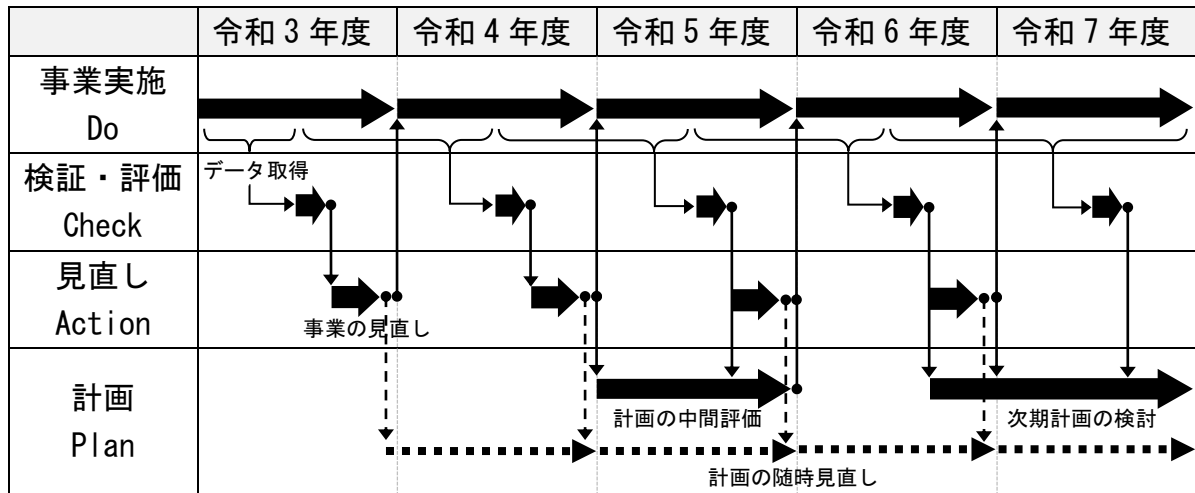 令和３年度 令和４年度 令和５年度 令和６年度 令和７年度
事業実施
Do
検証・評価
Check
データ取得
見直し
Action
事業の見直し
計画
Plan
計画の中間評価 次期計画の検討
計画の随時見直し